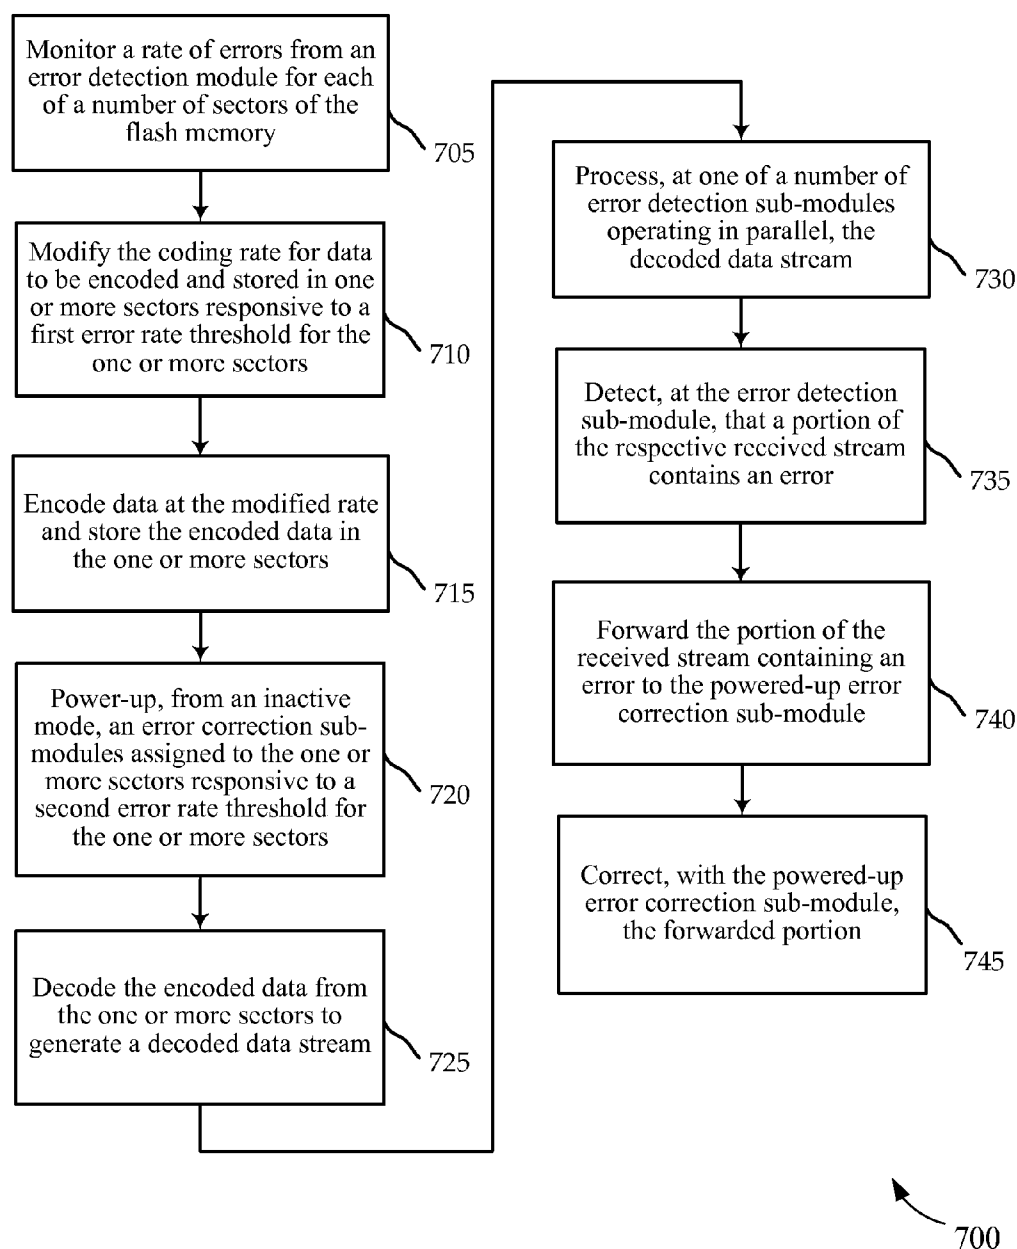 Monitor a rate of errors from an
error detection module for each
of a number of sectors of the
flash memory
705
Modify the coding rate for data
to be encoded and stored in one
or more sectors responsive to a
first error rate threshold for the
one or more sectors
710
Encode data at the modified rate
and store the encoded data in
the one or more sectors
715
Power-up, from an inactive
mode, an error correction sub-
modules assigned to the one or
more sectors responsive to a
second error rate threshold for
the one or more sectors
720
Decode the encoded data from
the one or more sectors to
generate a decoded data stream
725
Process, at one of a number of
error detection sub-modules
operating in parallel, the
decoded data stream
730
Detect, at the error detection
sub-module, that a portion of
the respective received stream
contains an error
735
Forward the portion of the
received stream containing an
error to the powered-up error
correction sub-module
740
Correct, with the powered-up
error correction sub-module,
the forwarded portion
745
700